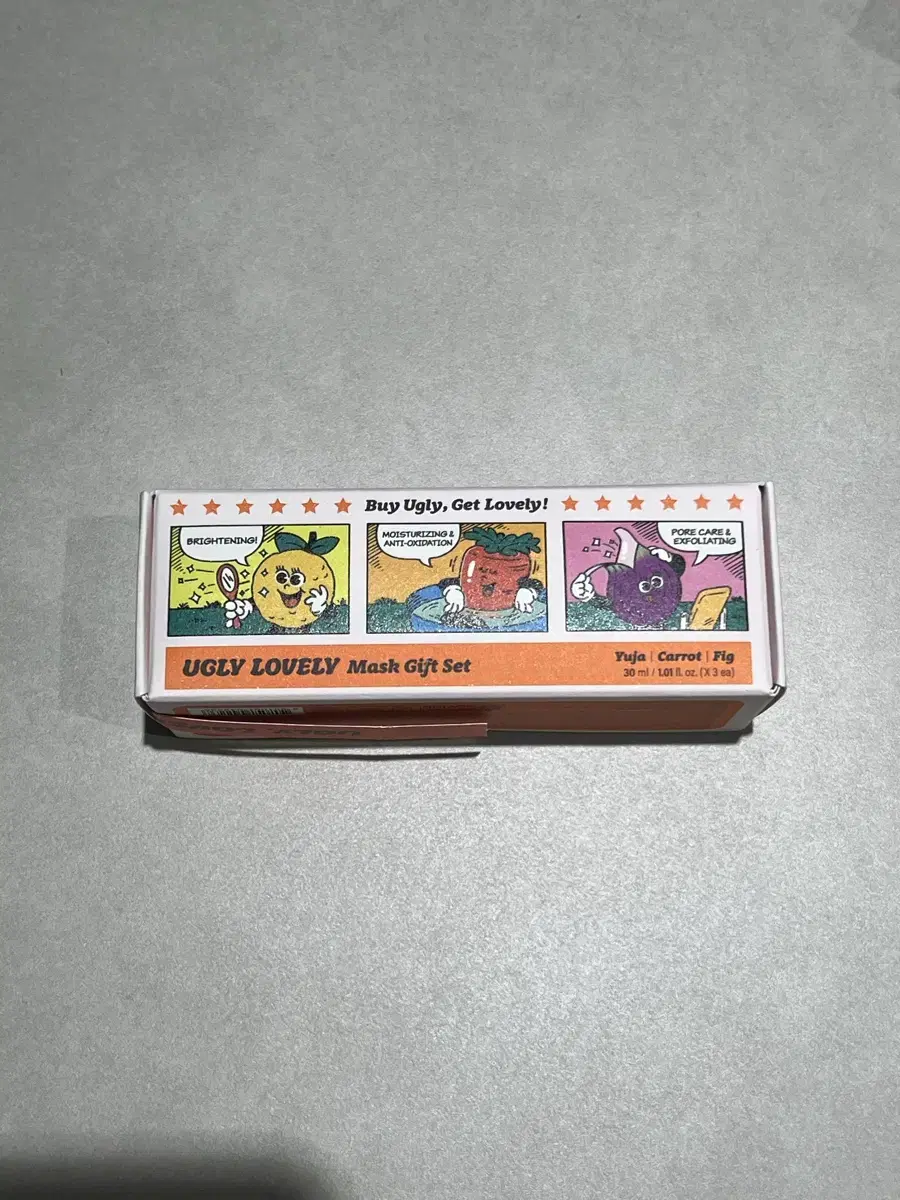 Buy Ugly, Get Lovely!
BRIGHTENING!
MOISTURIZING &
ANTI-OXIDATION
PORE CARE &
EXFOLIATING
UGLY LOVELY Mask Gift Set
Yuja | Carrot | Fig
30 ml / 1.01 fl. oz. (X 3 ea)